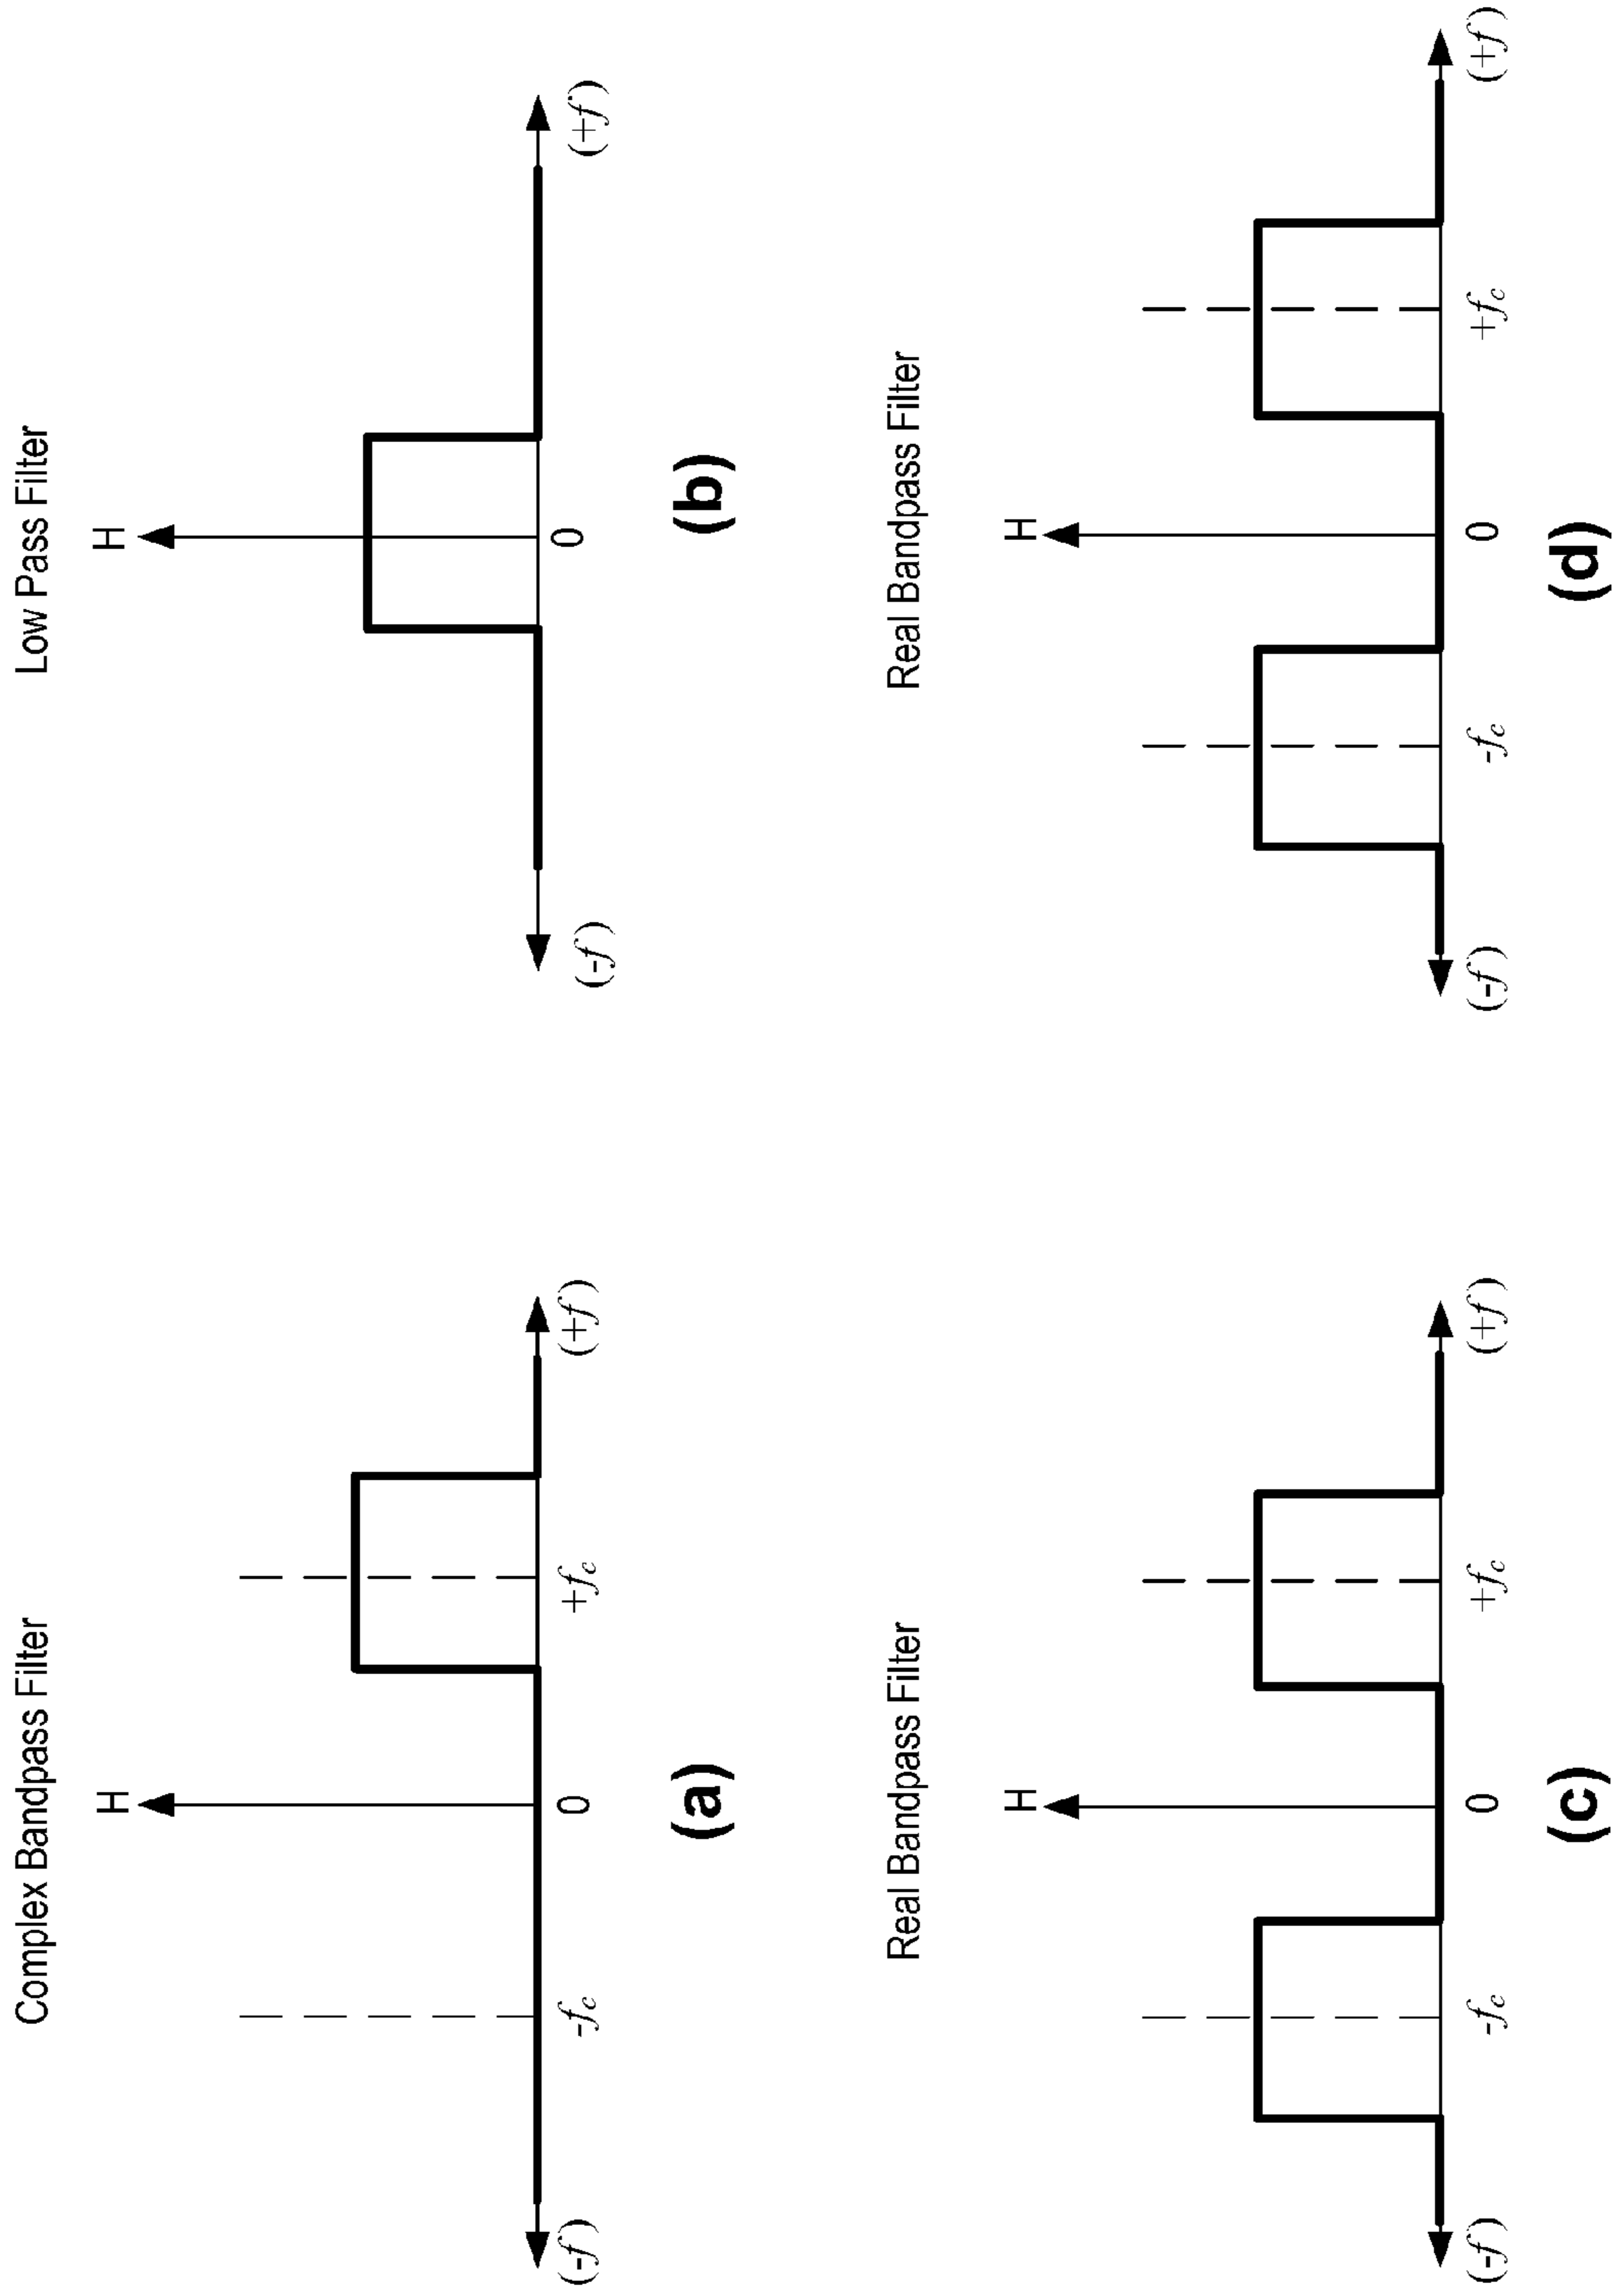 Complex Bandpass Filter
H
(-f) -fc 0 +fc (+f)
(a)
Low Pass Filter
H
(-f) 0 (+f)
(b)
Real Bandpass Filter
H
(-f) -fc 0 +fc (+f)
(c)
Real Bandpass Filter
H
(-f) -fc 0 +fc (+f)
(d)